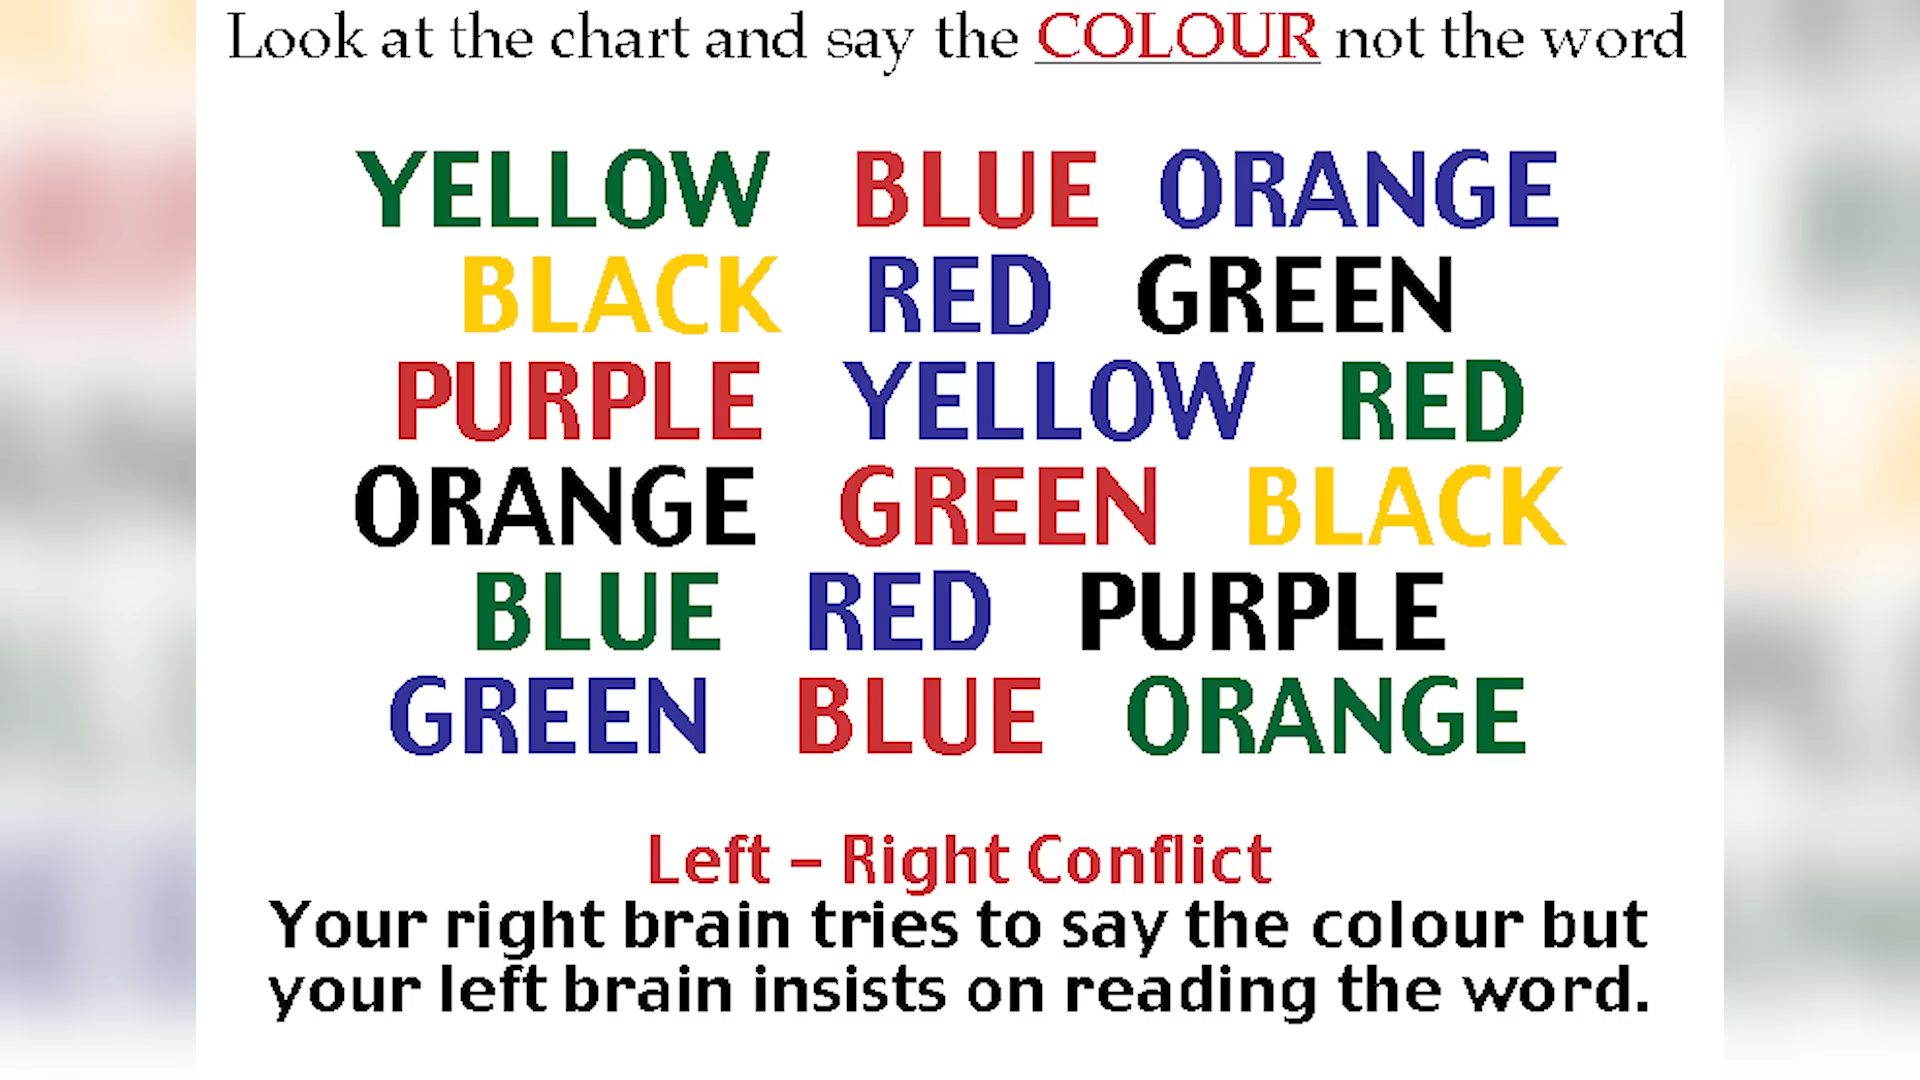 Look at the chart and say the COLOUR not the word
YELLOW BLUE ORANGE
BLACK RED GREEN
PURPLE YELLOW RED
ORANGE GREEN BLACK
BLUE RED PURPLE
GREEN BLUE ORANGE
Left – Right Conflict
Your right brain tries to say the colour but
your left brain insists on reading the word.